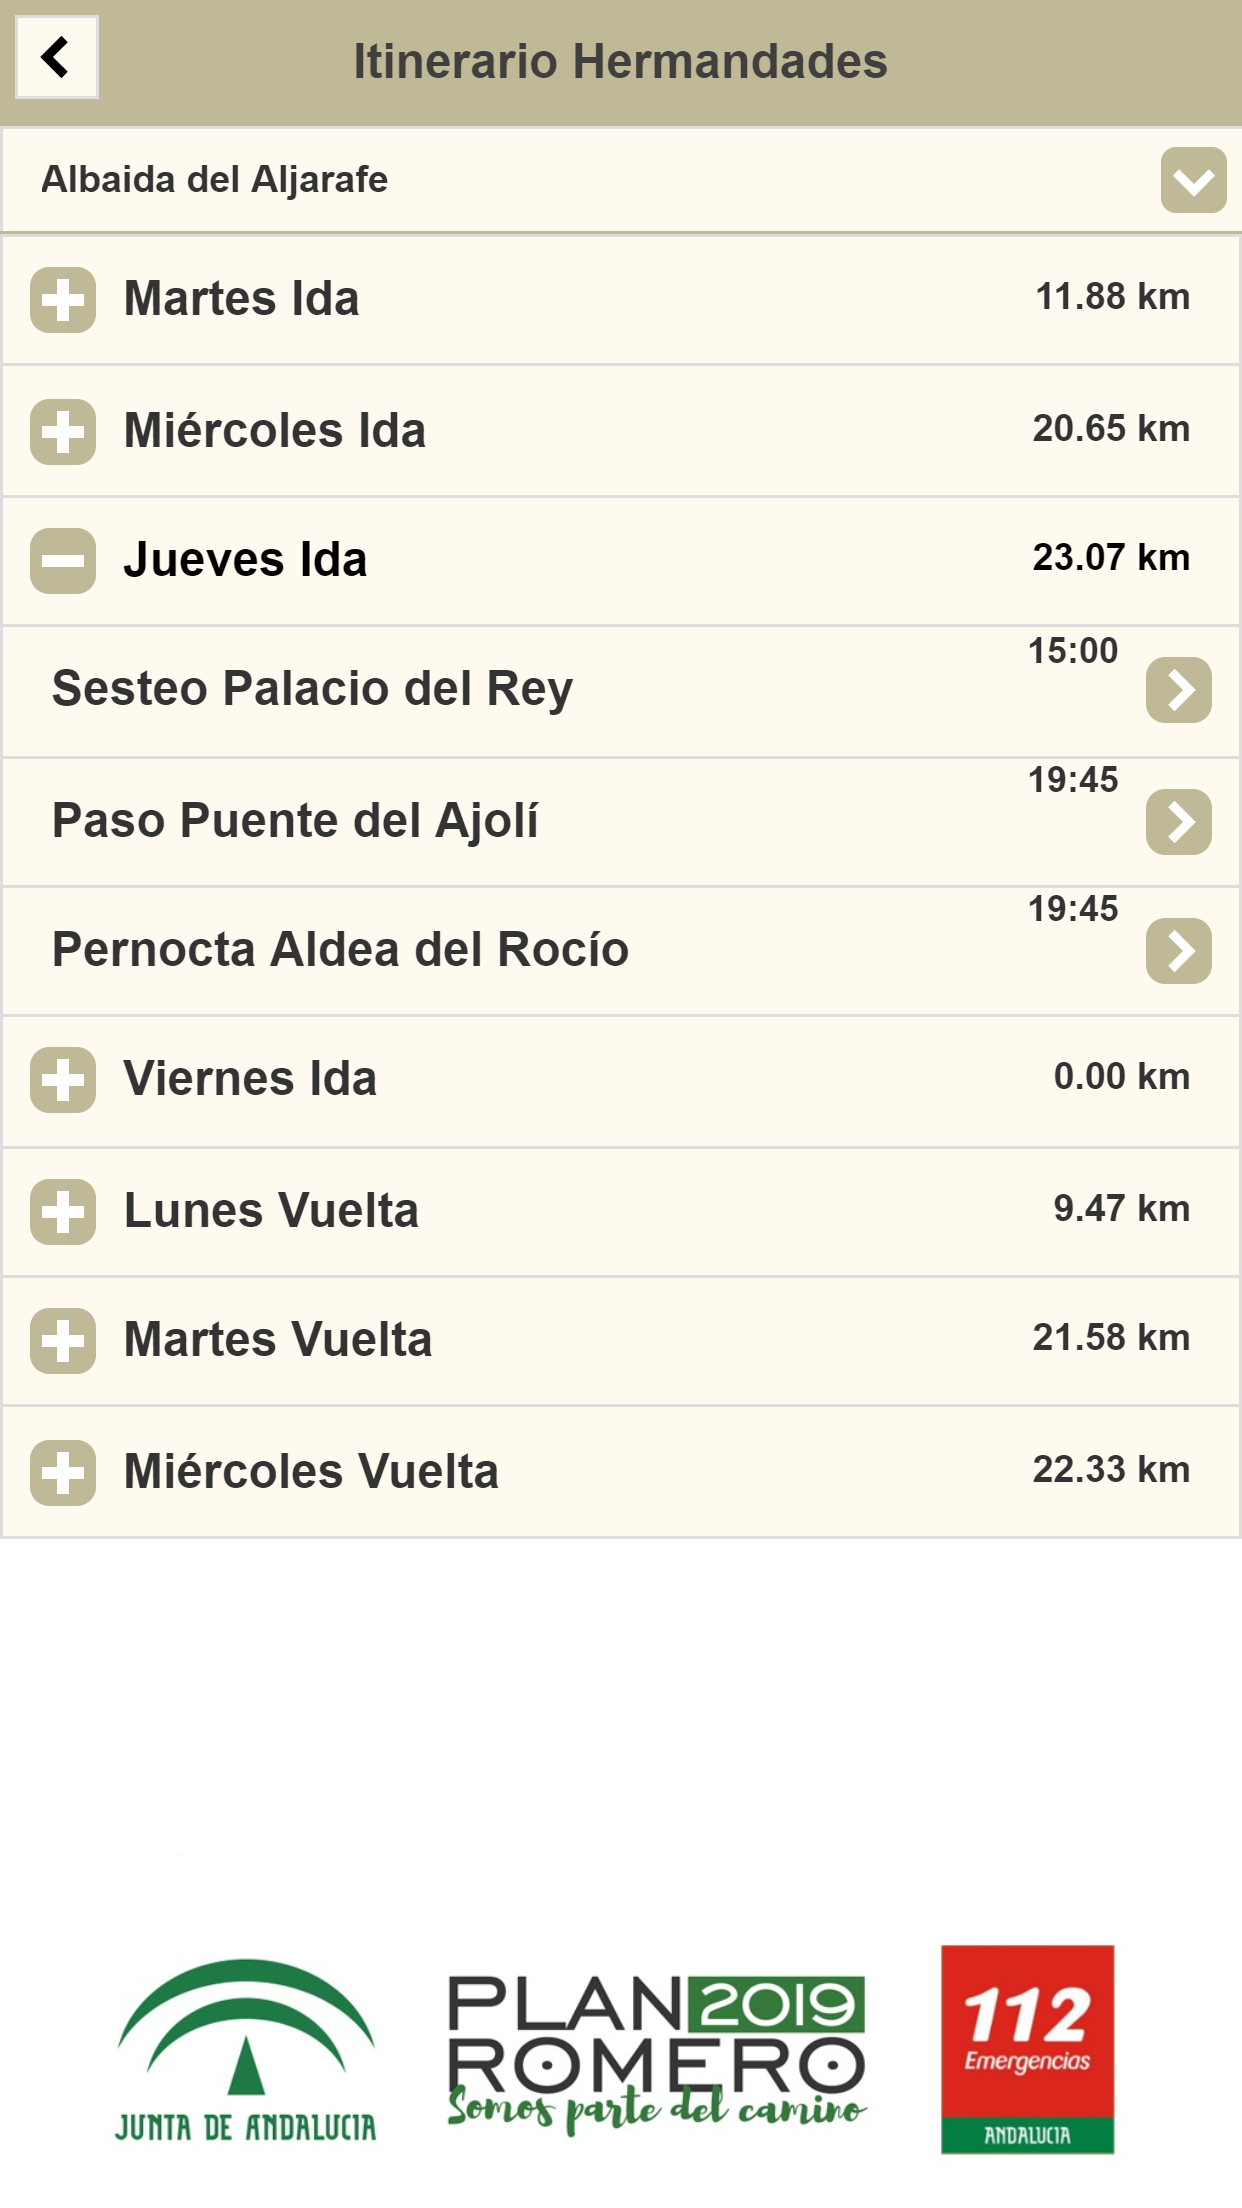 Itinerario Hermandades
Albaida del Aljarafe
Martes Ida 11.88 km
Miércoles Ida 20.65 km
Jueves Ida 23.07 km
Sesteo Palacio del Rey 15:00
Paso Puente del Ajolí 19:45
Pernocta Aldea del Rocío 19:45
Viernes Ida 0.00 km
Lunes Vuelta 9.47 km
Martes Vuelta 21.58 km
Miércoles Vuelta 22.33 km
JUNTA DE ANDALUCIA
PLAN 2019
ROMERO
Somos parte del camino
112
Emergencias
ANDALUCIA